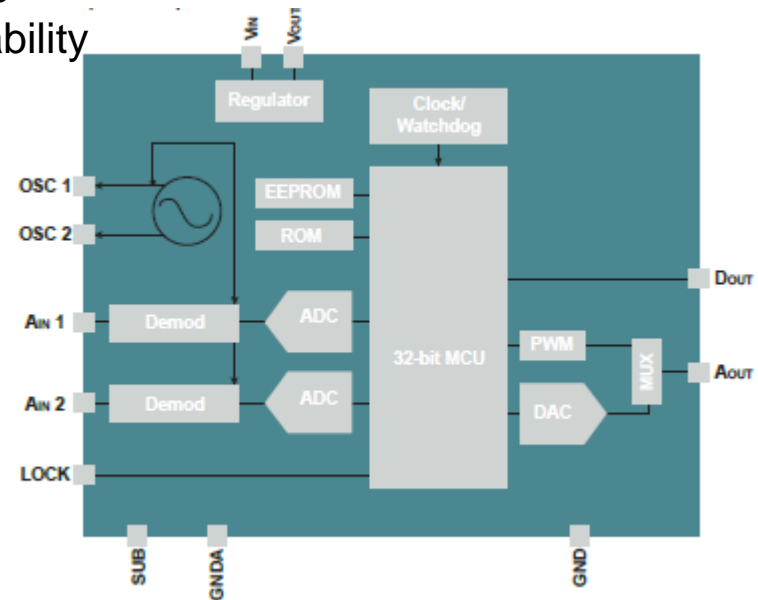 ability
VIN
VOUT
Regulator
Clock/
Watchdog
OSC 1
EEPROM
OSC 2
ROM
DOUT
AIN 1
Demod
ADC
32-bit MCU
PWM
MUX
AOUT
AIN 2
Demod
ADC
DAC
LOCK
SUB
GNDA
GND